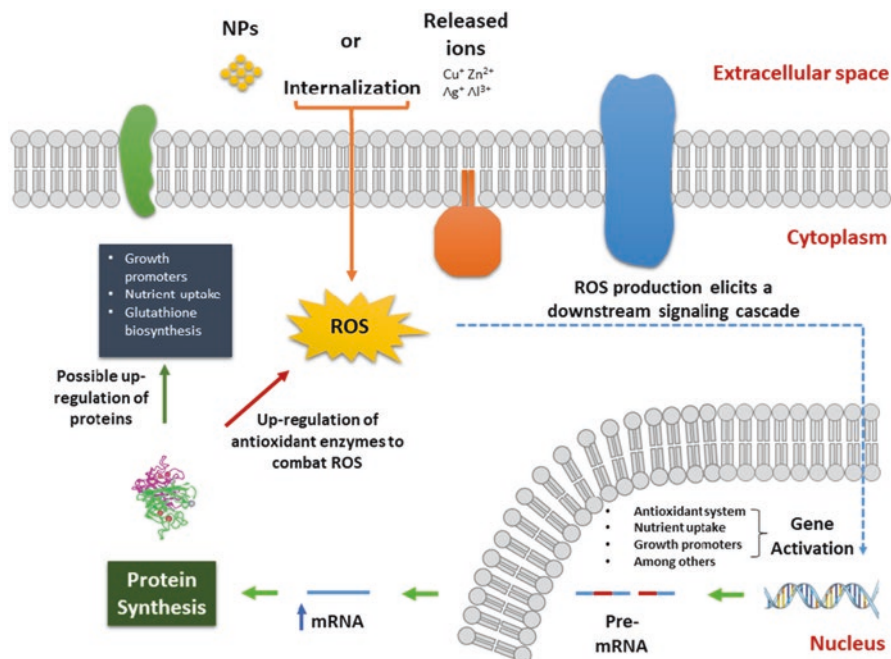 NPs
or
Internalization
Released
ions
Cu⁺ Zn²⁺
Λg⁺ Λl³⁺
Extracellular space
Cytoplasm
• Growth
promoters
• Nutrient uptake
• Glutathione
biosynthesis
ROS
ROS production elicits a
downstream signaling cascade
Possible up-
regulation of
proteins
Up-regulation of
antioxidant enzymes to
combat ROS
• Antioxidant system
• Nutrient uptake
• Growth promoters
• Among others
Gene
Activation
Protein
Synthesis
mRNA
Pre-
mRNA
Nucleus